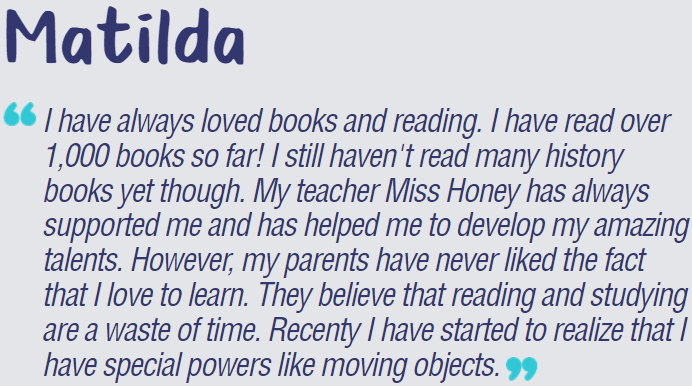 Matilda
“ I have always loved books and reading. I have read over
1,000 books so far! I still haven't read many history
books yet though. My teacher Miss Honey has always
supported me and has helped me to develop my amazing
talents. However, my parents have never liked the fact
that I love to learn. They believe that reading and studying
are a waste of time. Recenty I have started to realize that I
have special powers like moving objects. ”